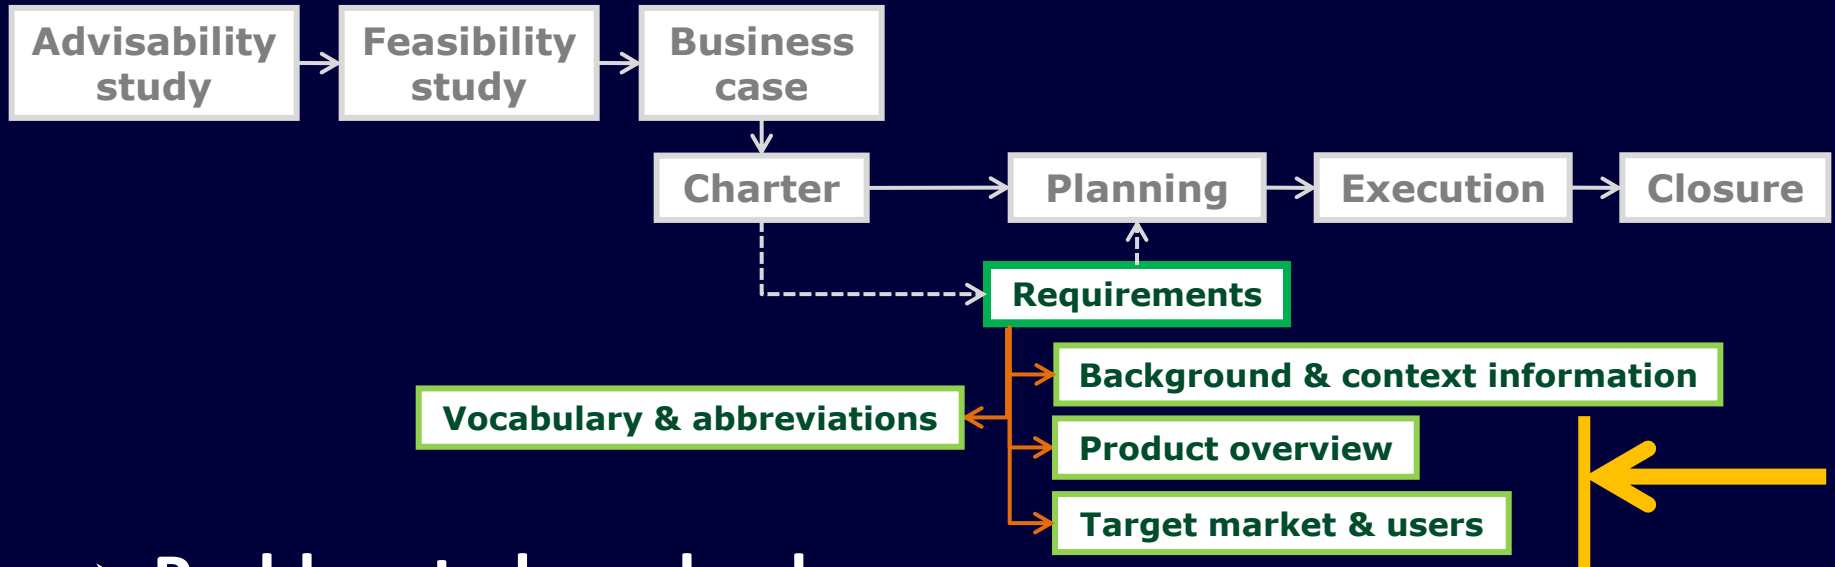 Advisability
study
Feasibility
study
Business
case
Charter
Planning
Execution
Closure
Requirements
Background & context information
Vocabulary & abbreviations
Product overview
Target market & users